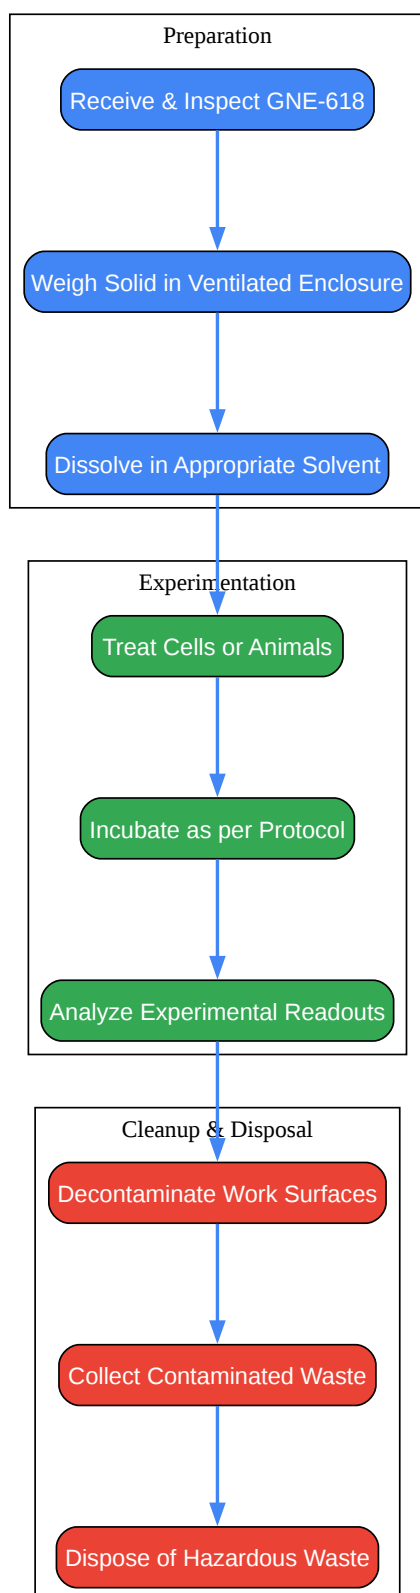 Preparation
Receive & Inspect GNE-618
Weigh Solid in Ventilated Enclosure
Dissolve in Appropriate Solvent
Experimentation
Treat Cells or Animals
Incubate as per Protocol
Analyze Experimental Readouts
Cleanup & Disposal
Decontaminate Work Surfaces
Collect Contaminated Waste
Dispose of Hazardous Waste